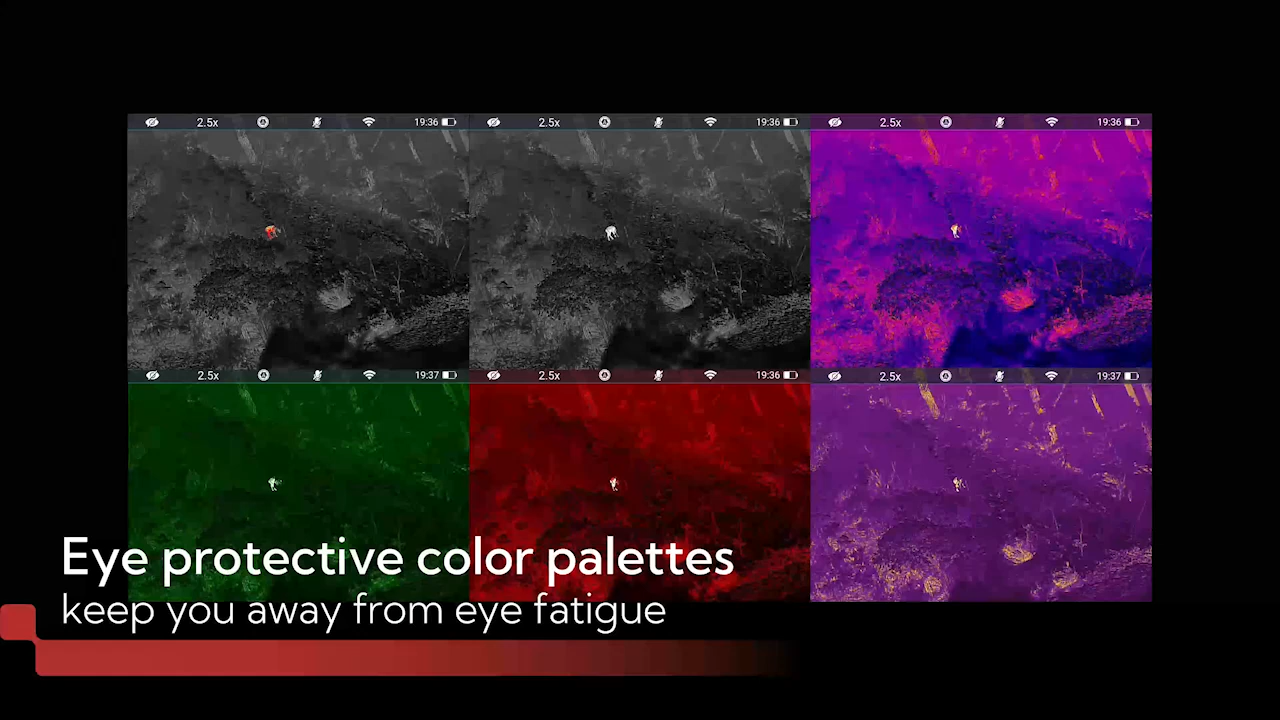 2.5x 19:36 2.5x 19:36 2.5x 19:36
2.5x 19:37 2.5x 19:36 2.5x 19:37
Eye protective color palettes
keep you away from eye fatigue